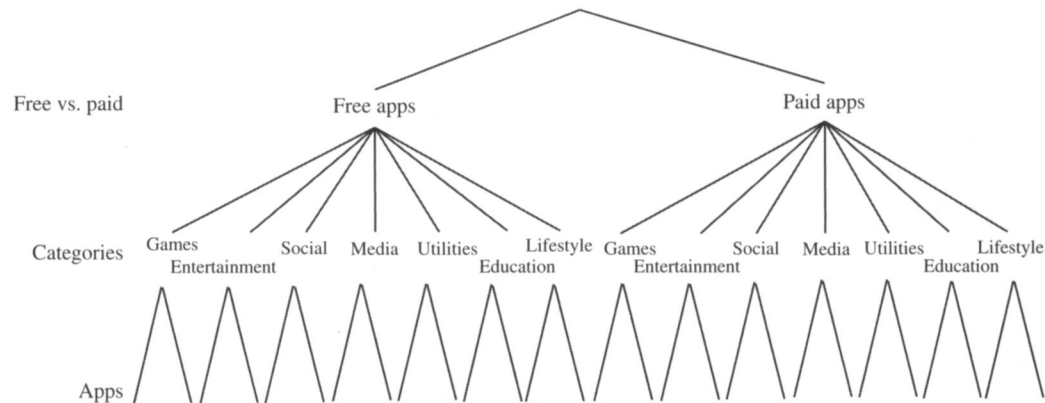 Free vs. paid
Free apps
Paid apps
Categories
Games
Entertainment
Social
Media
Utilities
Education
Lifestyle
Games
Entertainment
Social
Media
Utilities
Education
Lifestyle
Apps